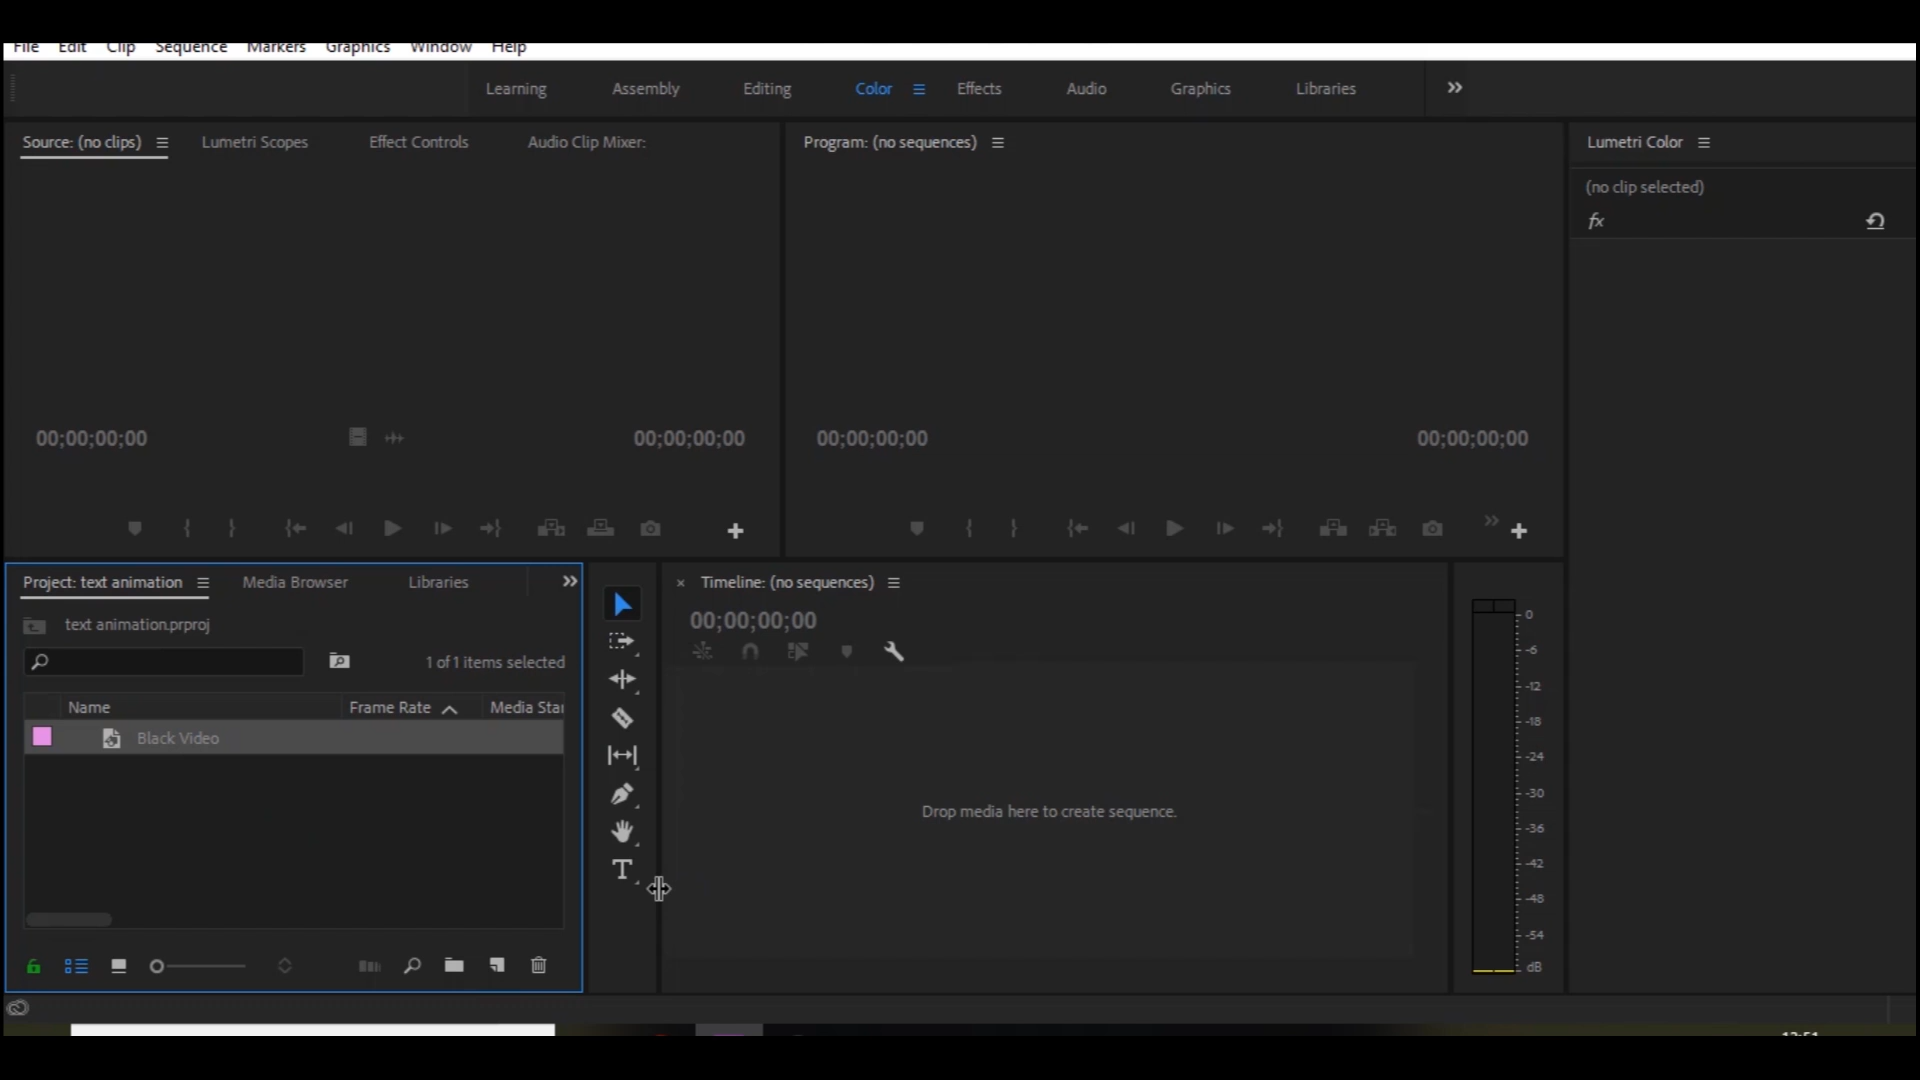 File Edit Clip Sequence Markers Graphics Window Help
Learning Assembly Editing Color Effects Audio Graphics Libraries
Source: (no clips) Lumetri Scopes Effect Controls Audio Clip Mixer: Program: (no sequences) Lumetri Color
(no clip selected)
fx
00;00;00;00 00;00;00;00 00;00;00;00 00;00;00;00
Project: text animation Media Browser Libraries
text animation.prproj
1 of 1 items selected
Name Frame Rate Media Star
Black Video
× Timeline: (no sequences)
00;00;00;00
Drop media here to create sequence.
0
-6
-12
-18
-24
-30
-36
-42
-48
-54
dB